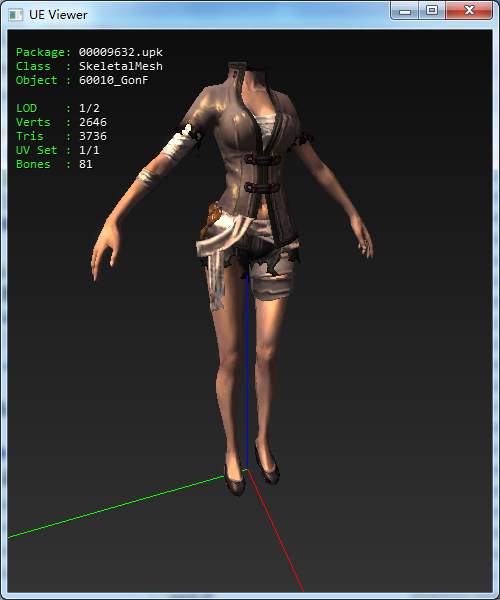 UE Viewer
Package: 00009632.upk
Class : SkeletalMesh
Object : 60010_GonF
LOD : 1/2
Verts : 2646
Tris : 3736
UV Set : 1/1
Bones : 81